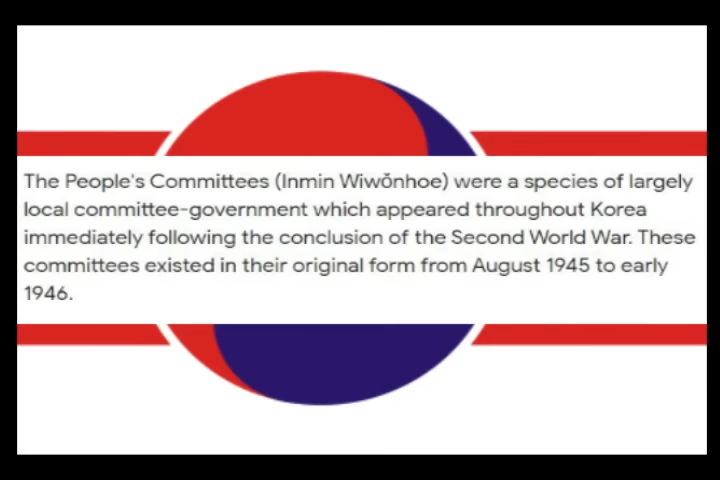 The People's Committees (Inmin Wiwŏnhoe) were a species of largely
local committee-government which appeared throughout Korea
immediately following the conclusion of the Second World War. These
committees existed in their original form from August 1945 to early
1946.